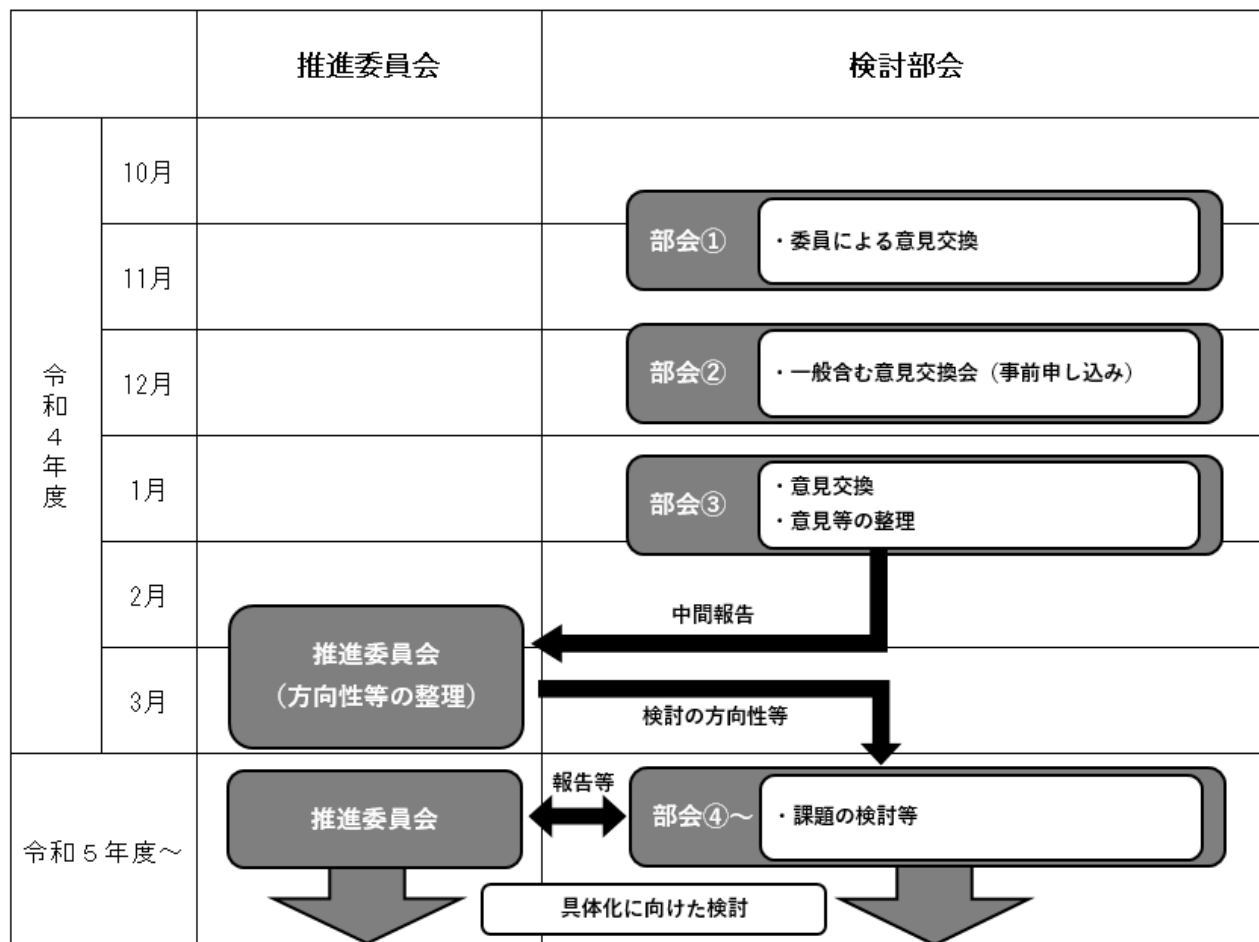 推進委員会
検討部会
令和４年度
10月
11月
12月
1月
2月
3月
部会①
・委員による意見交換
部会②
・一般含む意見交換会（事前申し込み）
部会③
・意見交換
・意見等の整理
中間報告
推進委員会
（方向性等の整理）
検討の方向性等
令和５年度～
推進委員会
報告等
部会④～
・課題の検討等
具体化に向けた検討